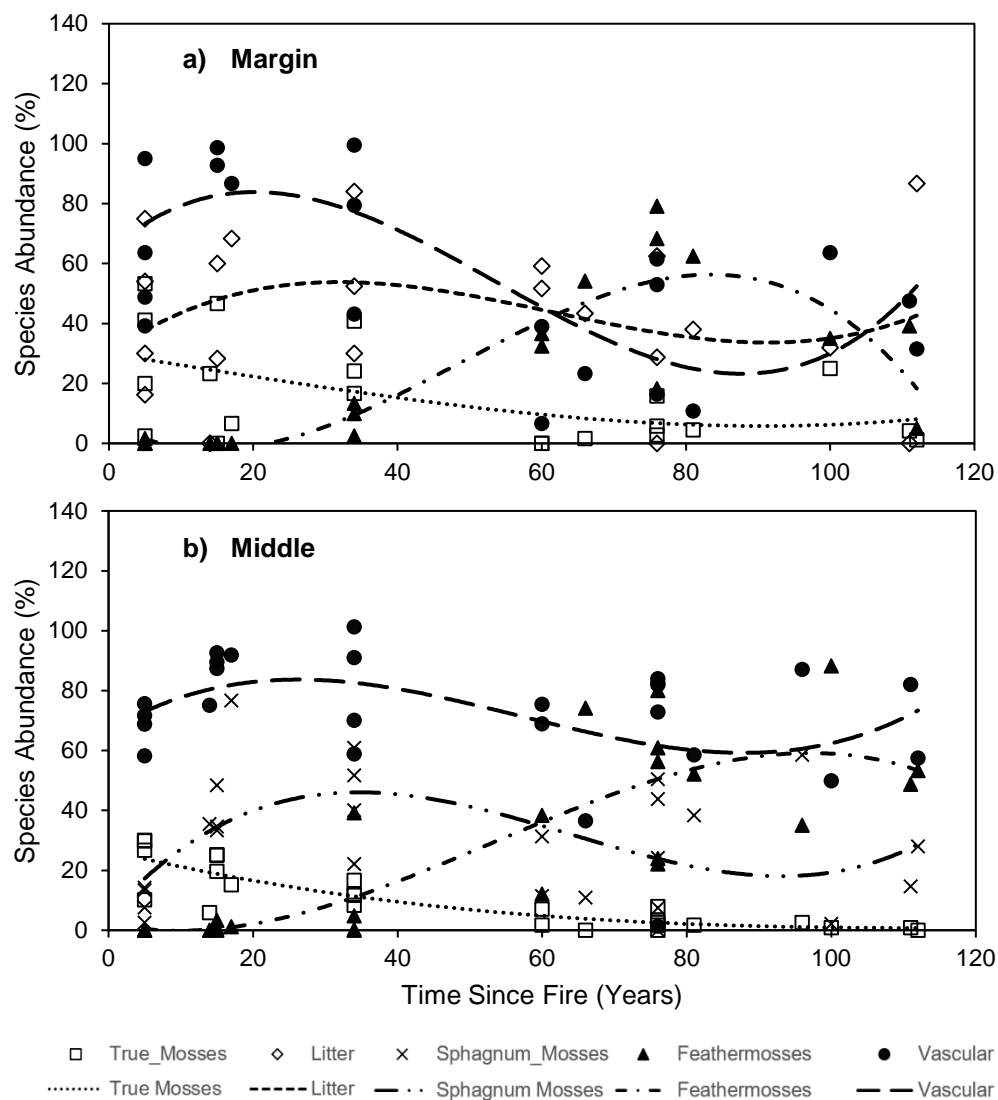 a) Margin
Species Abundance (%)
140
120
100
80
60
40
20
0
0 20 40 60 80 100 120
b) Middle
Species Abundance (%)
140
120
100
80
60
40
20
0
0 20 40 60 80 100 120
Time Since Fire (Years)
True_Mosses Litter Sphagnum_Mosses Feathermosses Vascular
True Mosses Litter Sphagnum Mosses Feathermosses Vascular